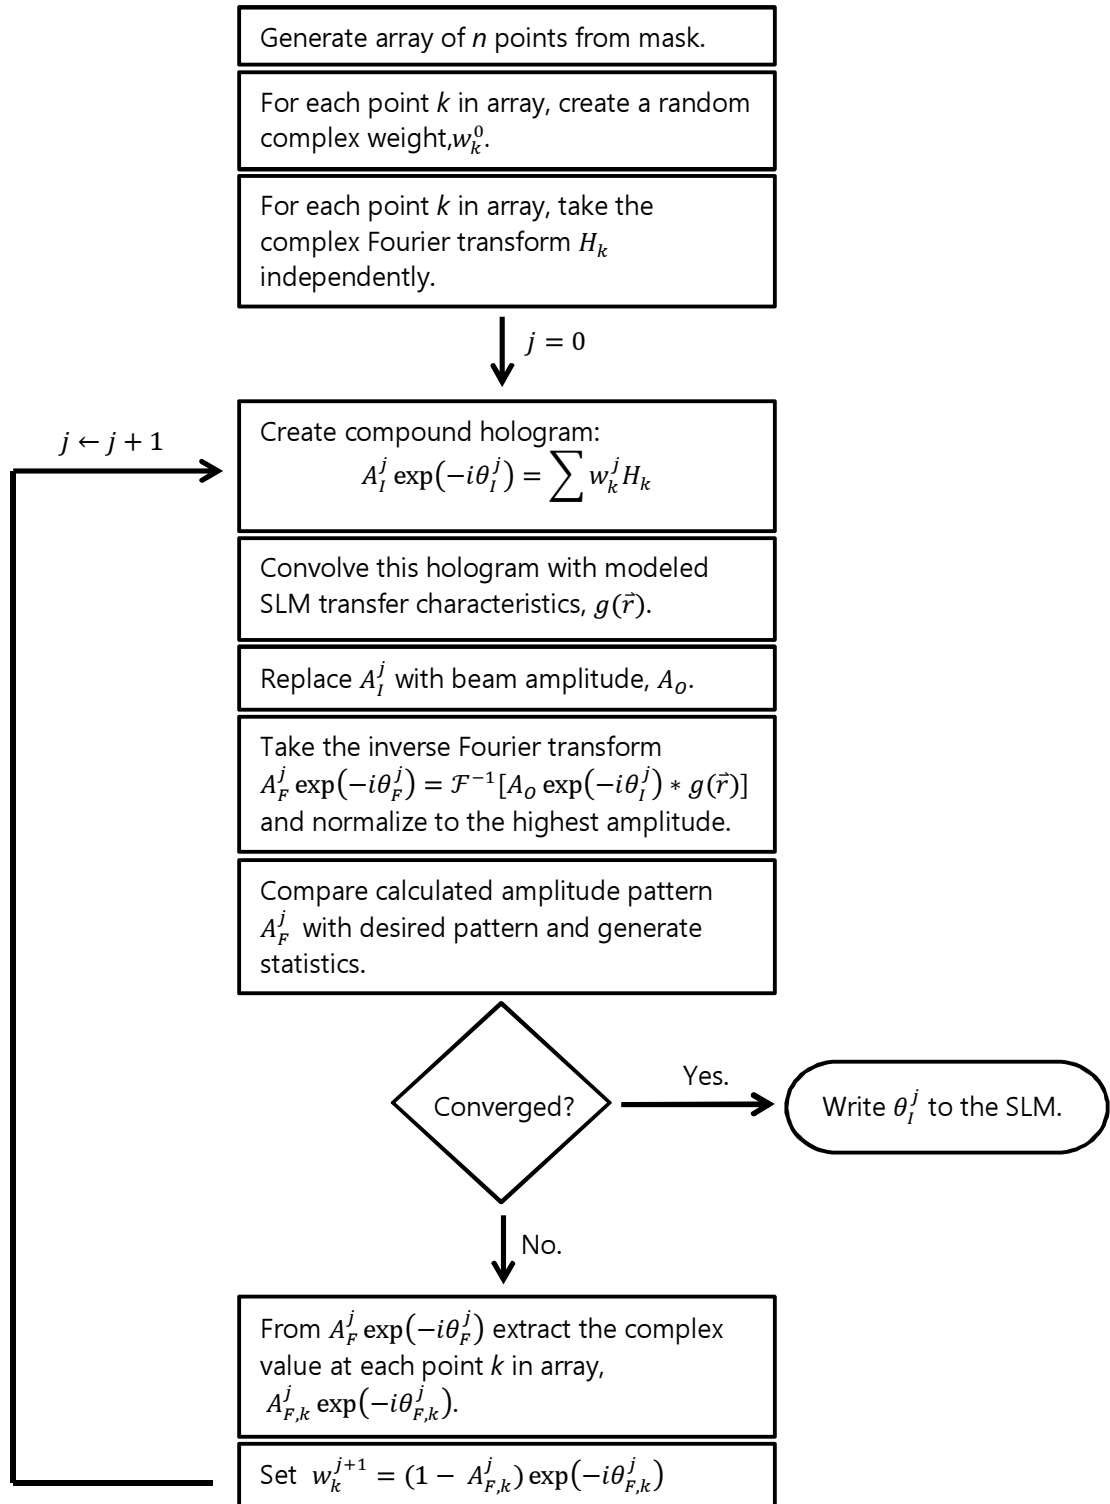 Generate array of n points from mask.
For each point k in array, create a random
complex weight,w_k^0.
For each point k in array, take the
complex Fourier transform H_k
independently.
j = 0
j ← j + 1
Create compound hologram:
A_I^j exp(−iθ_I^j) = ∑ w_k^j H_k
Convolve this hologram with modeled
SLM transfer characteristics, g(r⃗).
Replace A_I^j with beam amplitude, A_O.
Take the inverse Fourier transform
A_F^j exp(−iθ_F^j) = ℱ^{−1}[A_O exp(−iθ_I^j) ∗ g(r⃗)]
and normalize to the highest amplitude.
Compare calculated amplitude pattern
A_F^j with desired pattern and generate
statistics.
Converged?
Yes.
Write θ_I^j to the SLM.
No.
From A_F^j exp(−iθ_F^j) extract the complex
value at each point k in array,
A_{F,k}^j exp(−iθ_{F,k}^j).
Set w_k^{j+1} = (1 − A_{F,k}^j) exp(−iθ_{F,k}^j)